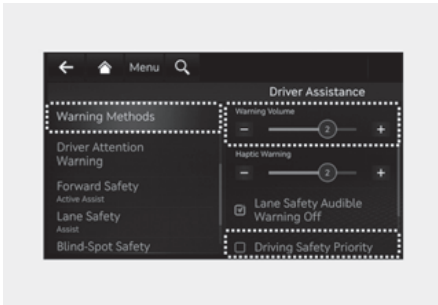 Menu
Driver Assistance
Warning Methods
Driver Attention
Warning
Forward Safety
Active Assist
Lane Safety
Assist
Blind-Spot Safety
Warning Volume
− 2 +
Haptic Warning
− 2 +
Lane Safety Audible
Warning Off
Driving Safety Priority